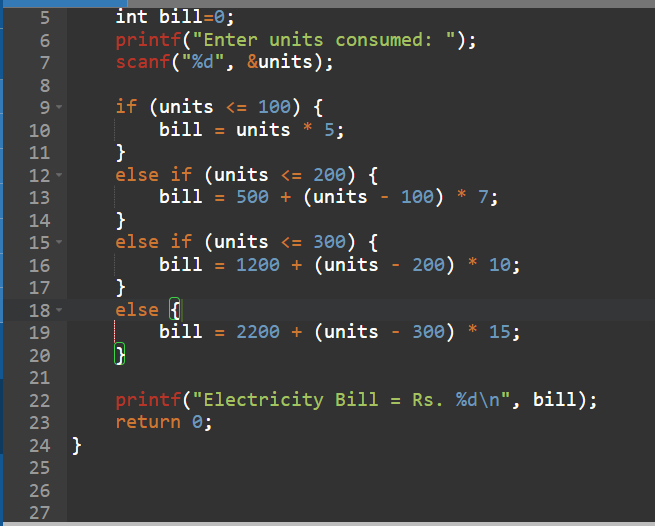 5 int bill=0;
6 printf("Enter units consumed: ");
7 scanf("%d", &units);
8
9 if (units <= 100) {
10 bill = units * 5;
11 }
12 else if (units <= 200) {
13 bill = 500 + (units - 100) * 7;
14 }
15 else if (units <= 300) {
16 bill = 1200 + (units - 200) * 10;
17 }
18 else {
19 bill = 2200 + (units - 300) * 15;
20 }
21
22 printf("Electricity Bill = Rs. %d\n", bill);
23 return 0;
24 }
25
26
27